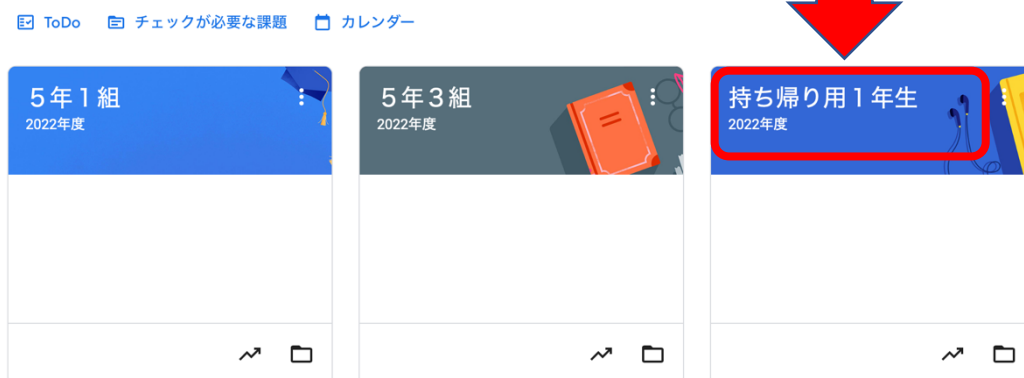 ToDo チェックが必要な課題 カレンダー
５年１組
2022年度
５年３組
2022年度
持ち帰り用１年生
2022年度